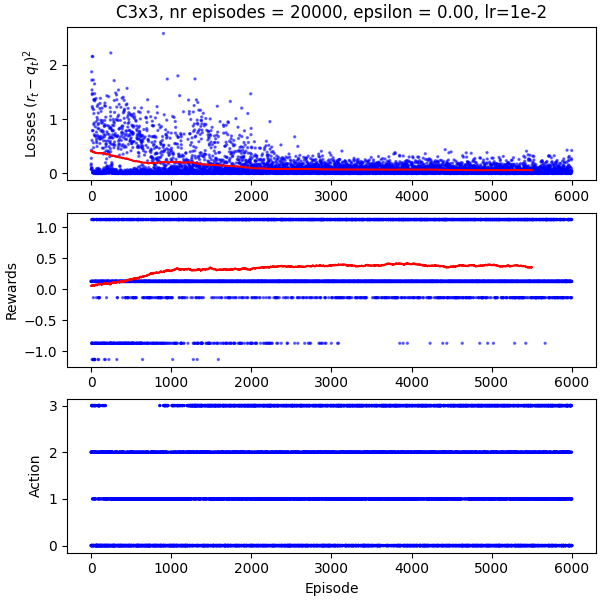 C3x3, nr episodes = 20000, epsilon = 0.00, lr=1e-2
Losses $(r_t - q_t)^2$
2
1
0
0 1000 2000 3000 4000 5000 6000
Rewards
1.0
0.5
0.0
−0.5
−1.0
0 1000 2000 3000 4000 5000 6000
Action
3
2
1
0
0 1000 2000 3000 4000 5000 6000
Episode